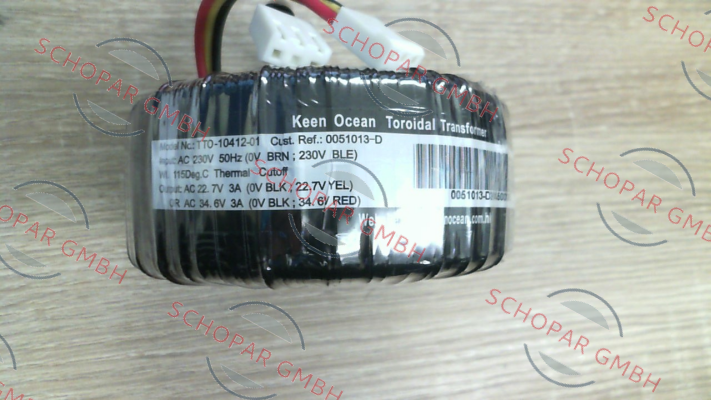 Keen Ocean Toroidal Transformer
Model No.: TTO-10412-01 Cust. Ref.: 0051013-D
Input: AC 230V 50Hz (0V BRN ; 230V BLE)
115Deg.C Thermal Cutoff
Output: AC 22.7V 3A (0V BLK ; 22.7V YEL)
OR AC 34.6V 3A (0V BLK ; 34.6V RED)
SCHOPAR GMBH
SCHOPAR GMBH
SCHOPAR GMBH
SCHOPAR GMBH
SCHOPAR GMBH
SCHOPAR GMBH
SCHOPAR GMBH